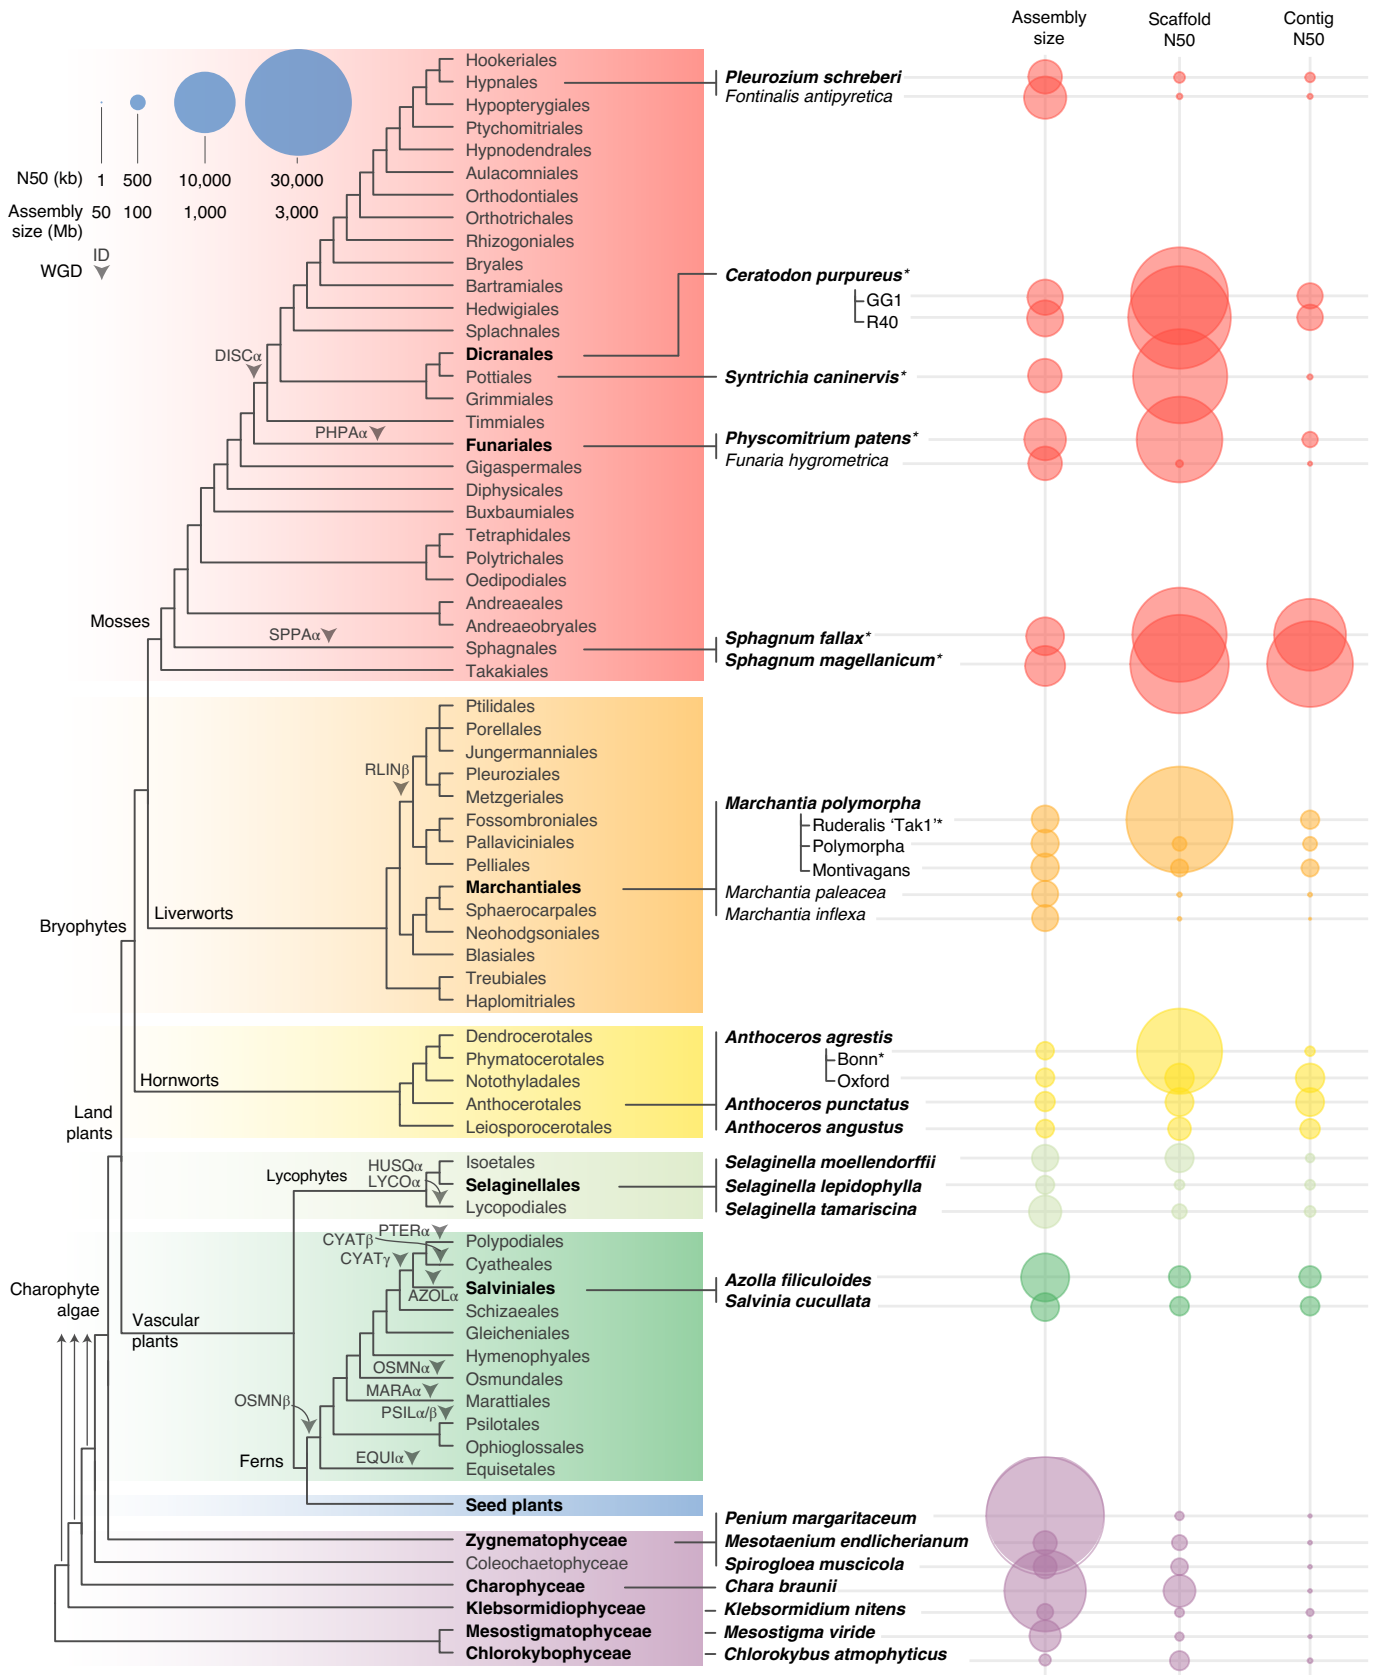 Assembly
size
Scaffold
N50
Contig
N50
N50 (kb) 1 500 10,000 30,000
Assembly
size (Mb) 50 100 1,000 3,000
ID
WGD
Hookeriales
Hypnales
Hypopterygiales
Ptychomitriales
Hypnodendrales
Aulacomniales
Orthodontiales
Orthotrichales
Rhizogoniales
Bryales
Bartramiales
Hedwigiales
Splachnales
DISCα
Dicranales
Pottiales
Grimmiales
Timmiales
PHPAα
Funariales
Gigaspermales
Diphysicales
Buxbaumiales
Tetraphidales
Polytrichales
Oedipodiales
Andreaeales
Mosses
Andreaeobryales
SPPAα
Sphagnales
Takakiales
Pleurozium schreberi
Fontinalis antipyretica
Ceratodon purpureus*
GG1
R40
Syntrichia caninervis*
Physcomitrium patens*
Funaria hygrometrica
Sphagnum fallax*
Sphagnum magellanicum*
Ptilidales
Porellales
Jungermanniales
RLINβ
Pleuroziales
Metzgeriales
Fossombroniales
Pallaviciniales
Pelliales
Marchantiales
Sphaerocarpales
Liverworts
Bryophytes
Neohodgsoniales
Blasiales
Treubiales
Haplomitriales
Marchantia polymorpha
Ruderalis ‘Tak1’*
Polymorpha
Montivagans
Marchantia paleacea
Marchantia inflexa
Dendrocerotales
Phymatocerotales
Hornworts
Notothyladales
Anthocerotales
Leiosporocerotales
Land
plants
Anthoceros agrestis
Bonn*
Oxford
Anthoceros punctatus
Anthoceros angustus
Lycophytes
HUSQα
LYCOα
Isoetales
Selaginellales
Lycopodiales
Selaginella moellendorffii
Selaginella lepidophylla
Selaginella tamariscina
PTERα
CYATβ
CYATγ
Polypodiales
Cyatheales
Salviniales
AZOLα
Schizaeales
Gleicheniales
Hymenophyales
OSMNα
Osmundales
MARAα
Marattiales
PSILα/β
Psilotales
Ophioglossales
OSMNβ
Ferns
EQUIα
Equisetales
Charophyte
algae
Vascular
plants
Azolla filiculoides
Salvinia cucullata
Seed plants
Zygnematophyceae
Coleochaetophyceae
Charophyceae
Klebsormidiophyceae
Mesostigmatophyceae
Chlorokybophyceae
Penium margaritaceum
Mesotaenium endlicherianum
Spirogloea muscicola
Chara braunii
Klebsormidium nitens
Mesostigma viride
Chlorokybus atmophyticus